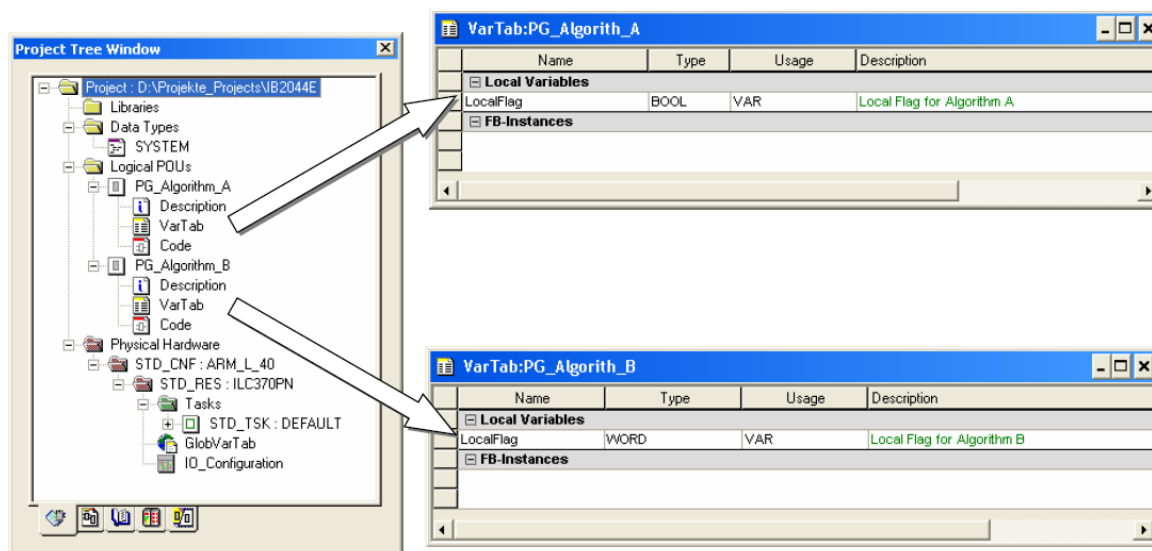 Project Tree Window
Project : D:\Projekte_Projects\IB2044E
Libraries
Data Types
SYSTEM
Logical POUs
PG_Algorithm_A
Description
VarTab
Code
PG_Algorithm_B
Description
VarTab
Code
Physical Hardware
STD_CNF : ARM_L_40
STD_RES : ILC370PN
Tasks
STD_TSK : DEFAULT
GlobVarTab
IO_Configuration
VarTab:PG_Algorith_A
Name Type Usage Description
Local Variables
LocalFlag BOOL VAR Local Flag for Algorithm A
FB-Instances
VarTab:PG_Algorith_B
Name Type Usage Description
Local Variables
LocalFlag WORD VAR Local Flag for Algorithm B
FB-Instances